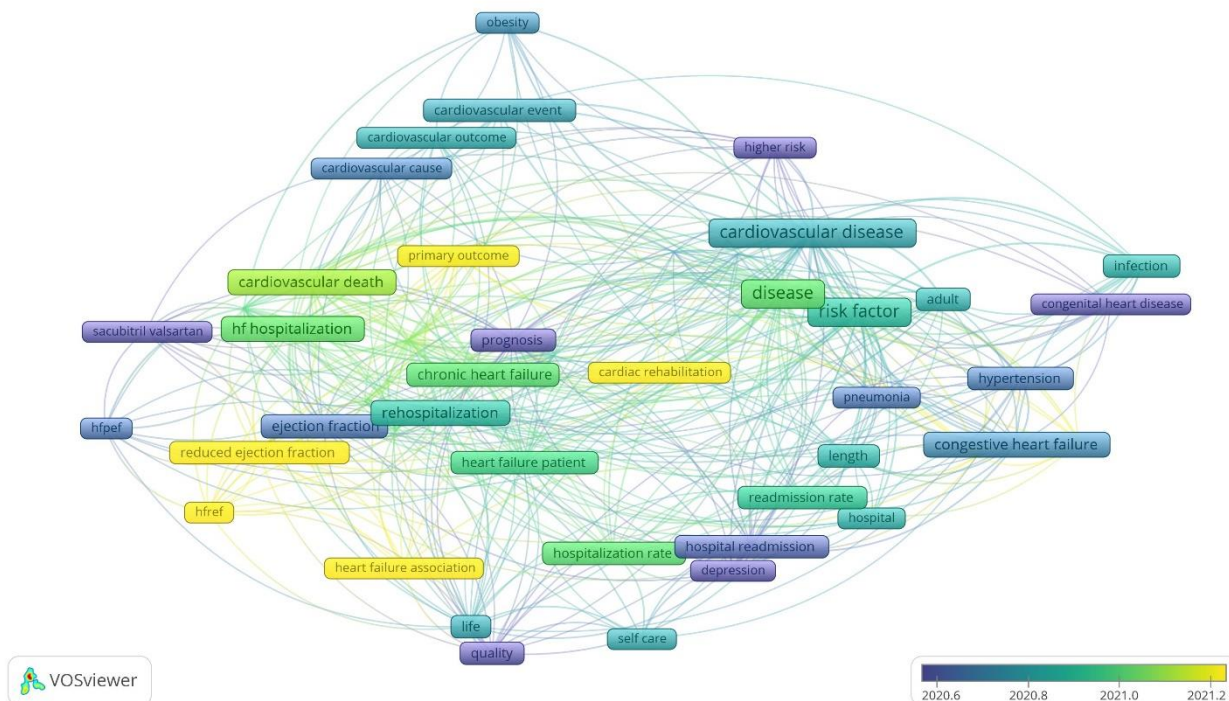 obesity
cardiovascular event
cardiovascular outcome
higher risk
cardiovascular cause
cardiovascular disease
primary outcome
infection
cardiovascular death
disease
adult
congenital heart disease
risk factor
sacubitril valsartan
hf hospitalization
prognosis
chronic heart failure
cardiac rehabilitation
hypertension
pneumonia
rehospitalization
hfpef
ejection fraction
congestive heart failure
reduced ejection fraction
length
heart failure patient
readmission rate
hfref
hospital
hospitalization rate
hospital readmission
heart failure association
depression
life
self care
quality
VOSviewer
2020.6 2020.8 2021.0 2021.2